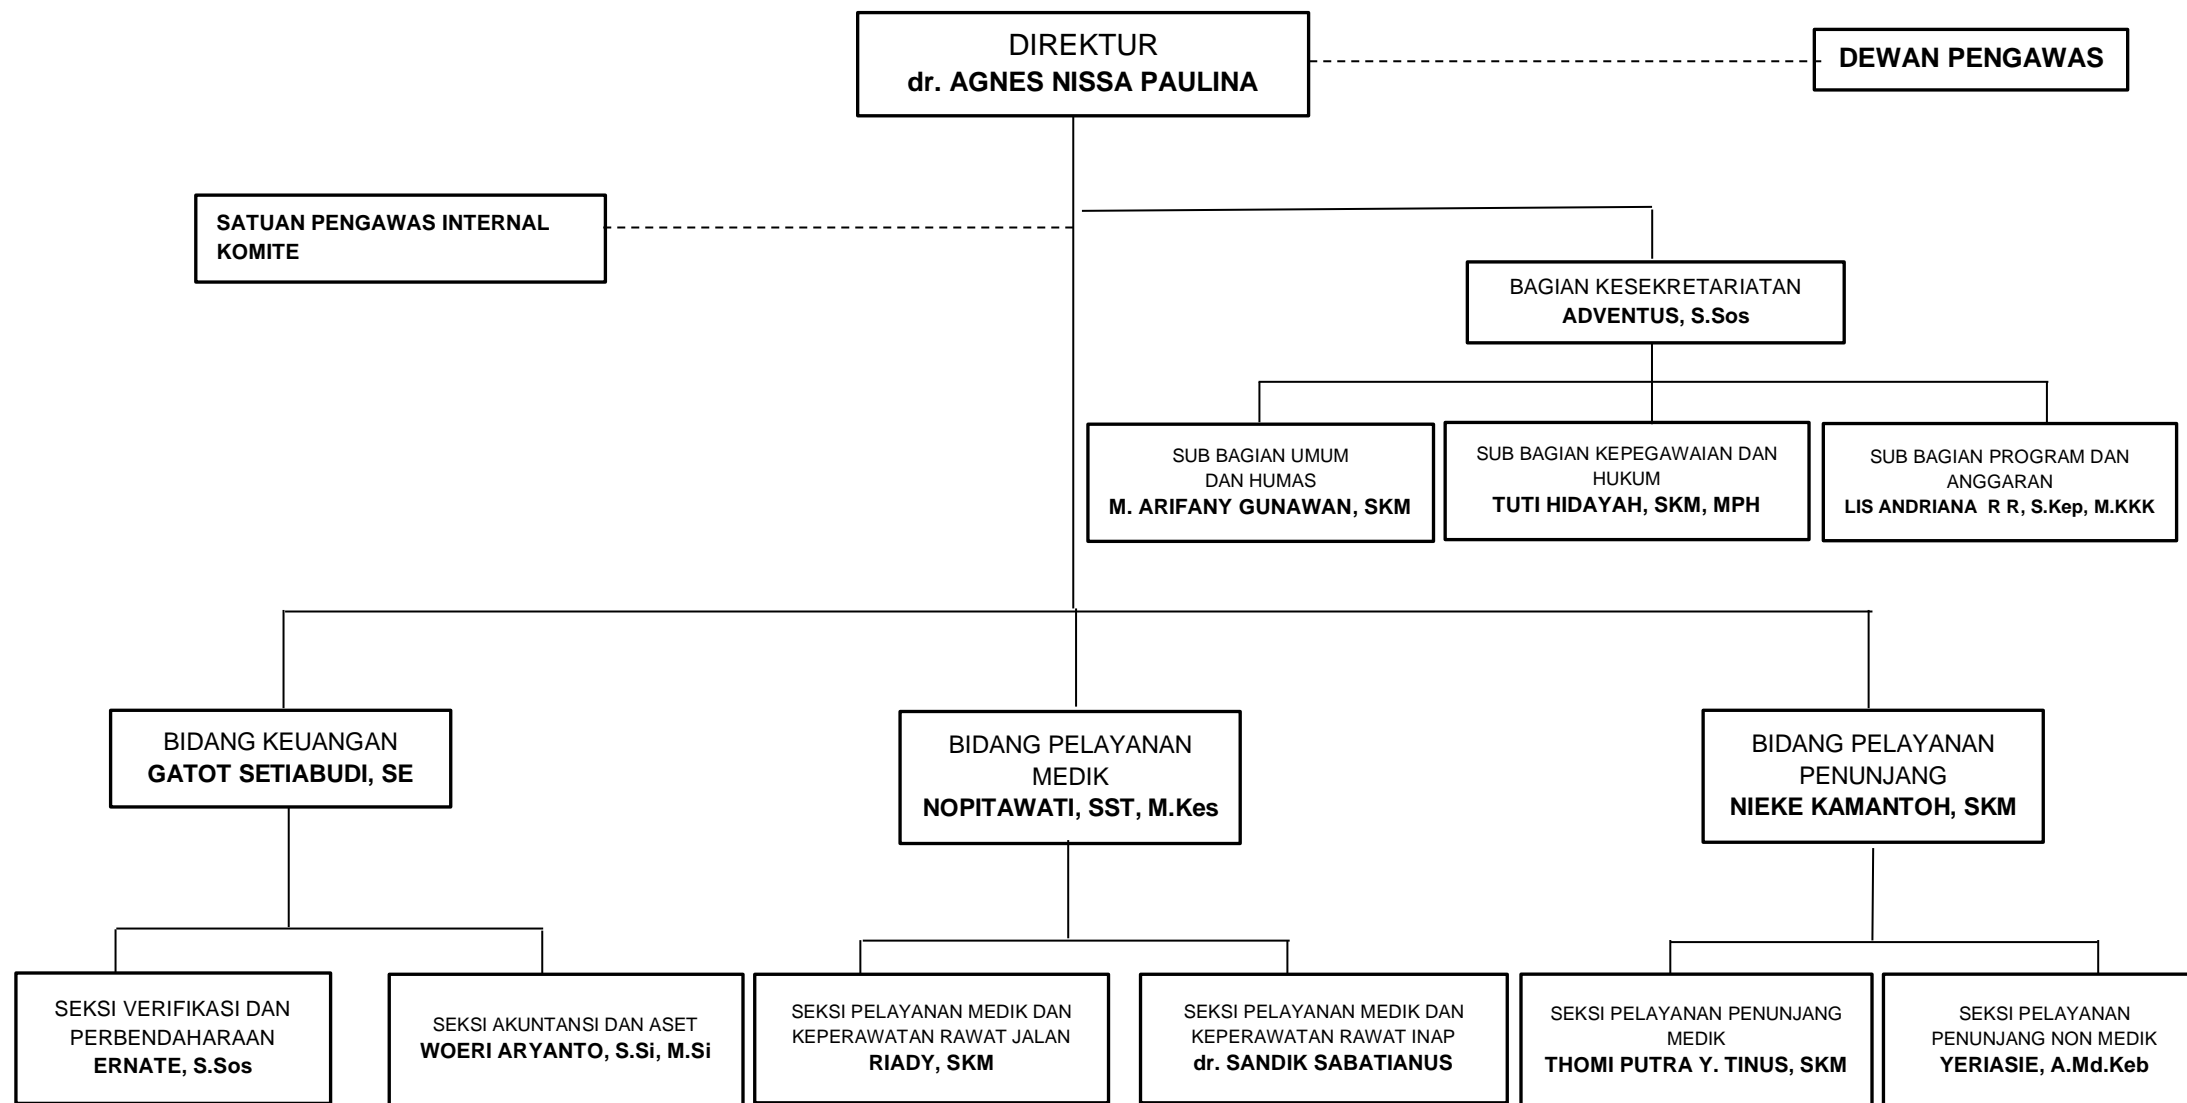 DIREKTUR
dr. AGNES NISSA PAULINA
DEWAN PENGAWAS
SATUAN PENGAWAS INTERNAL
KOMITE
BAGIAN KESEKRETARIATAN
ADVENTUS, S.Sos
SUB BAGIAN UMUM
DAN HUMAS
M. ARIFANY GUNAWAN, SKM
SUB BAGIAN KEPEGAWAIAN DAN
HUKUM
TUTI HIDAYAH, SKM, MPH
SUB BAGIAN PROGRAM DAN
ANGGARAN
LIS ANDRIANA  R R, S.Kep, M.KKK
BIDANG KEUANGAN
GATOT SETIABUDI, SE
BIDANG PELAYANAN
MEDIK
NOPITAWATI, SST, M.Kes
BIDANG PELAYANAN
PENUNJANG
NIEKE KAMANTOH, SKM
SEKSI VERIFIKASI DAN
PERBENDAHARAAN
ERNATE, S.Sos
SEKSI AKUNTANSI DAN ASET
WOERI ARYANTO, S.Si, M.Si
SEKSI PELAYANAN MEDIK DAN
KEPERAWATAN RAWAT JALAN
RIADY, SKM
SEKSI PELAYANAN MEDIK DAN
KEPERAWATAN RAWAT INAP
dr. SANDIK SABATIANUS
SEKSI PELAYANAN PENUNJANG
MEDIK
THOMI PUTRA Y. TINUS, SKM
SEKSI PELAYANAN
PENUNJANG NON MEDIK
YERIASIE, A.Md.Keb